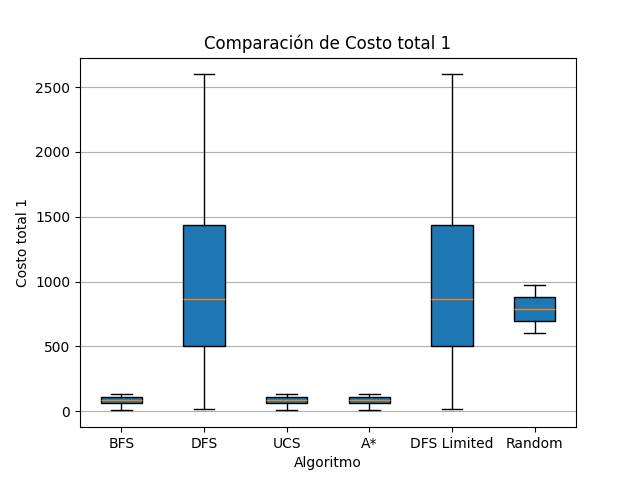 Comparación de Costo total 1
Costo total 1
2500
2000
1500
1000
500
0
BFS DFS UCS A* DFS Limited Random
Algoritmo